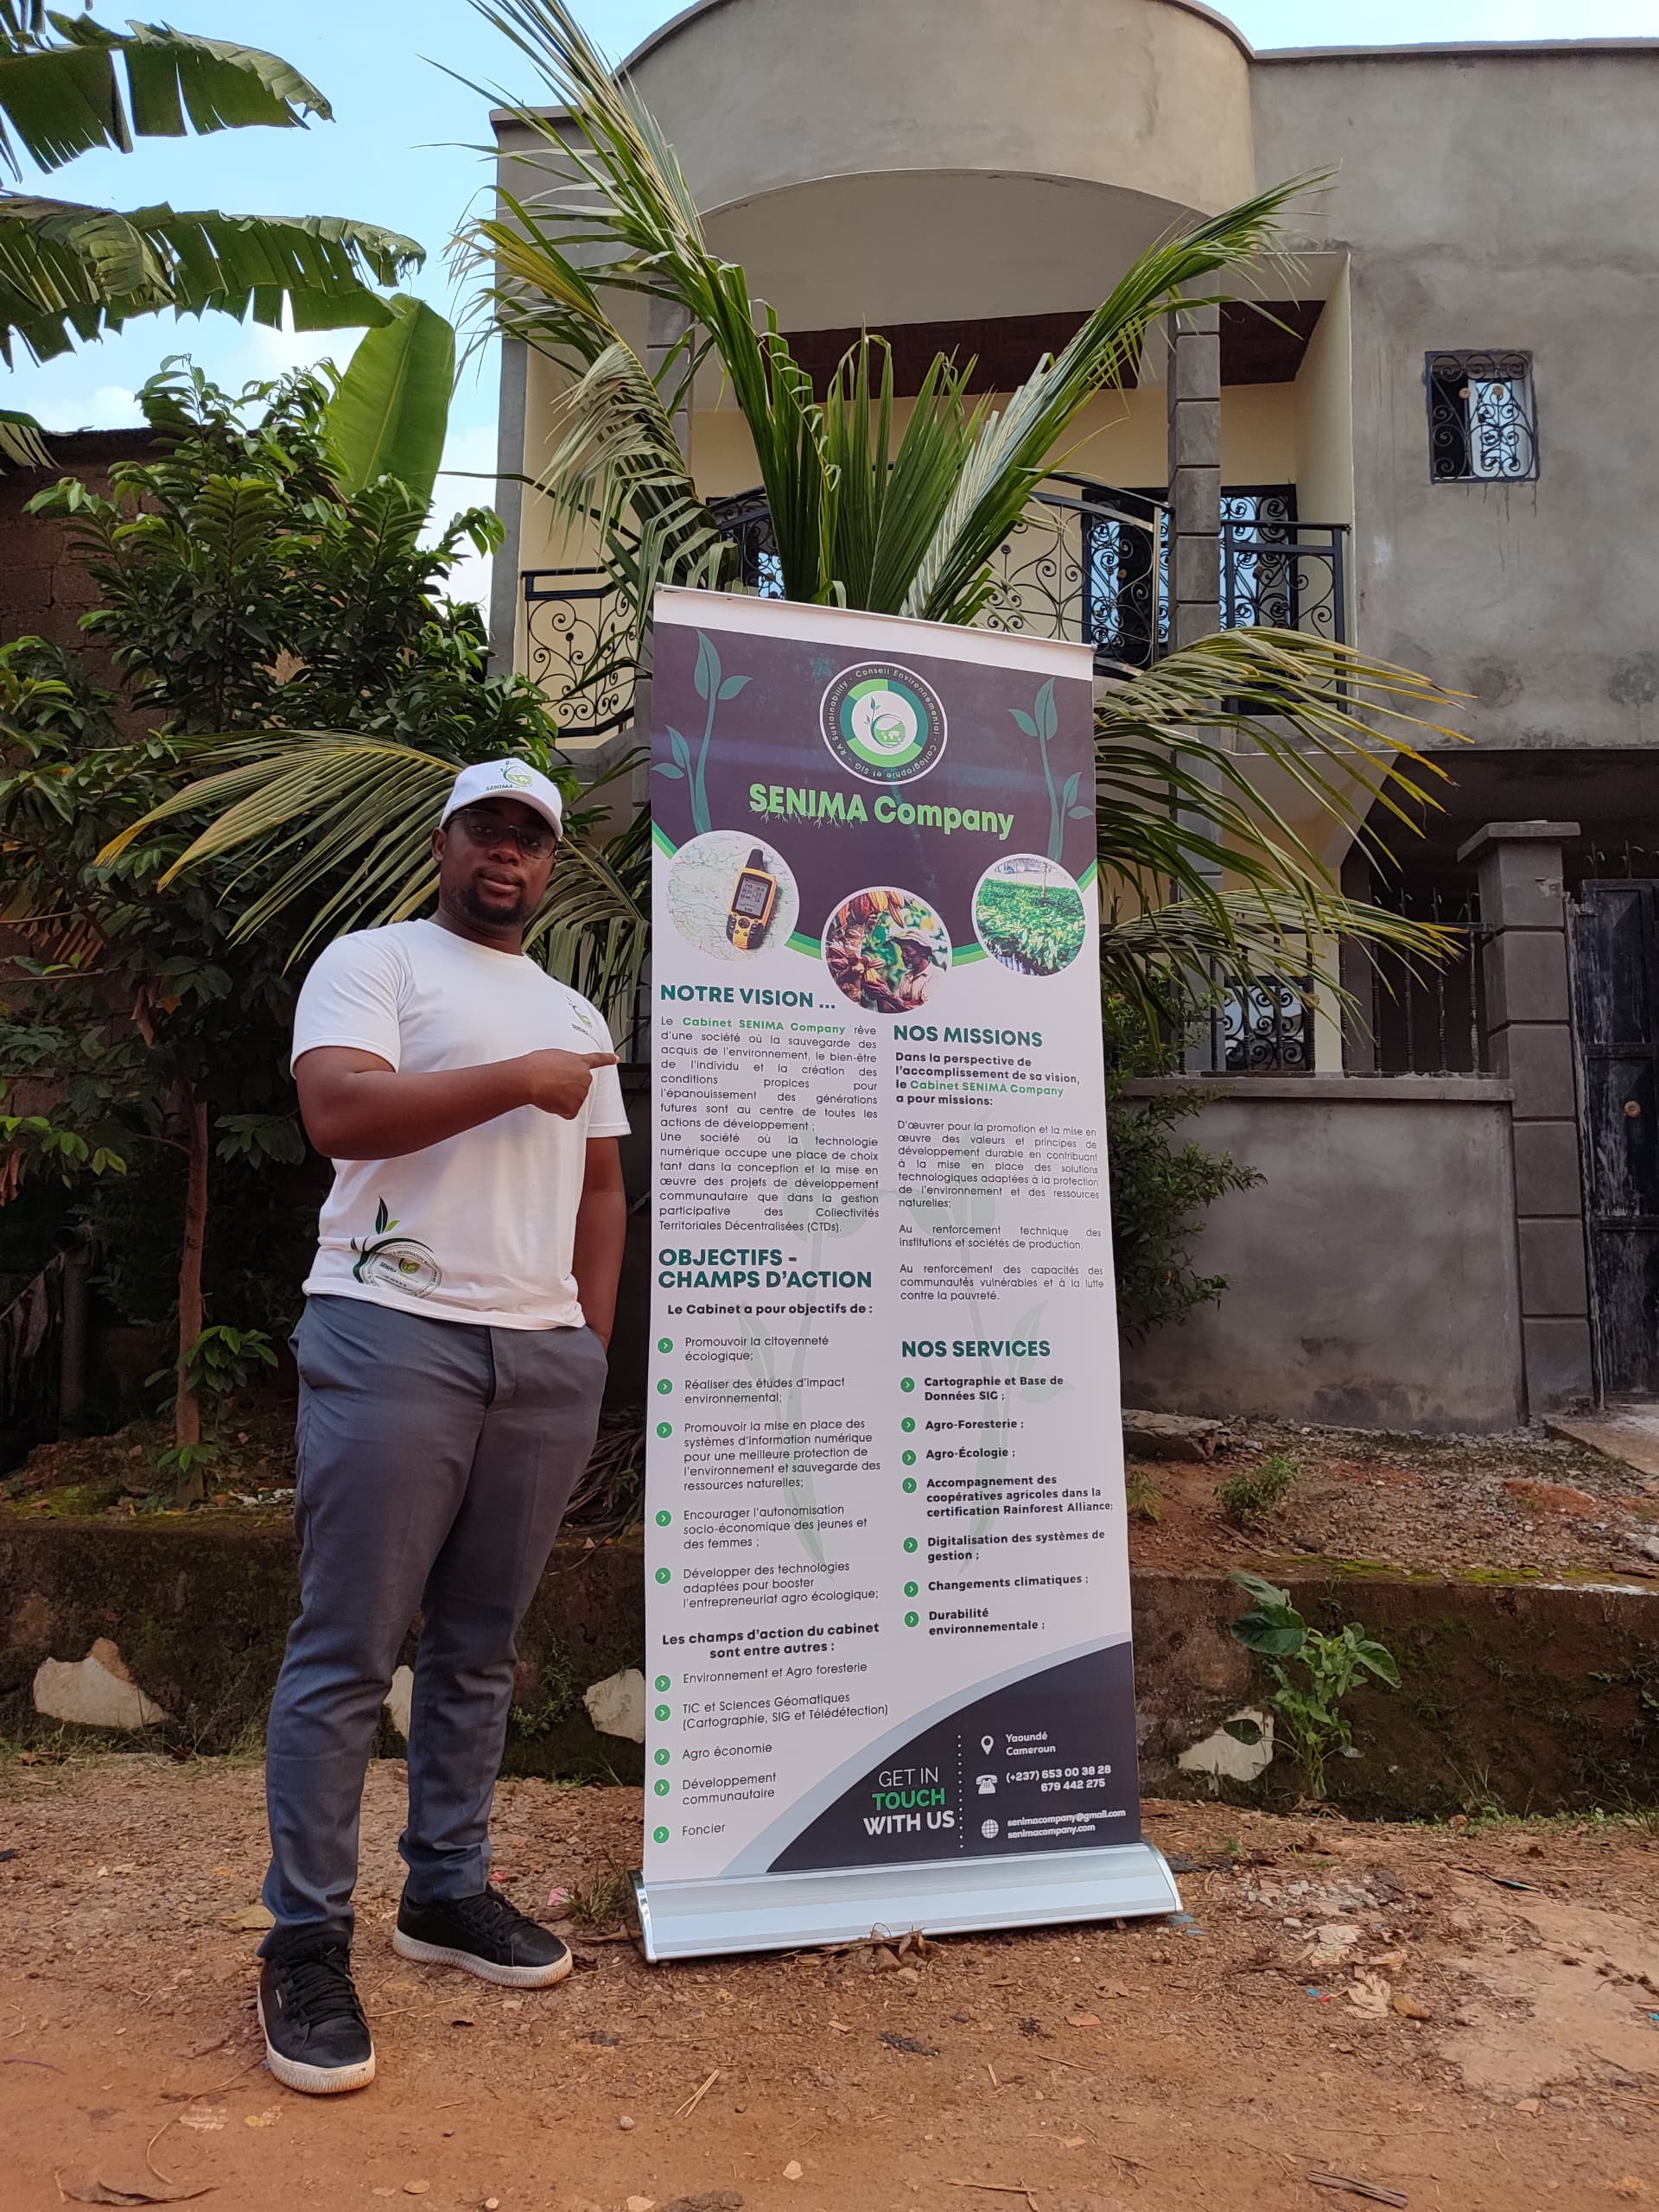 RA Sustainability - Conseil Environnemental - Cartographie et SIG -
SENIMA Company
SENIMA
NOTRE VISION ...
Le Cabinet SENIMA Company rêve
d'une société où la sauvegarde des
acquis de l'environnement, le bien-être
de l'individu et la création des
conditions propices pour
l'épanouissement des générations
futures sont au centre de toutes les
actions de développement ;
Une société où la technologie
numérique occupe une place de choix
tant dans la conception et la mise en
œuvre des projets de développement
communautaire que dans la gestion
participative des Collectivités
Territoriales Décentralisées (CTDs).
OBJECTIFS -
CHAMPS D'ACTION
Le Cabinet a pour objectifs de :
Promouvoir la citoyenneté
écologique;
Réaliser des études d'impact
environnemental;
Promouvoir la mise en place des
systèmes d'information numérique
pour une meilleure protection de
l'environnement et sauvegarde des
ressources naturelles;
Encourager l'autonomisation
socio-économique des jeunes et
des femmes ;
Développer des technologies
adaptées pour booster
l'entrepreneuriat agro écologique;
Les champs d'action du cabinet
sont entre autres :
Environnement et Agro foresterie
TIC et Sciences Géomatiques
(Cartographie, SIG et Télédétection)
Agro économie
Développement
communautaire
Foncier
NOS MISSIONS
Dans la perspective de
l'accomplissement de sa vision,
le Cabinet SENIMA Company
a pour missions:
D'œuvrer pour la promotion et la mise en
œuvre des valeurs et principes de
développement durable en contribuant
à la mise en place des solutions
technologiques adaptées à la protection
de l'environnement et des ressources
naturelles;
Au renforcement technique des
institutions et sociétés de production;
Au renforcement des capacités des
communautés vulnérables et à la lutte
contre la pauvreté.
NOS SERVICES
Cartographie et Base de
Données SIG ;
Agro-Foresterie ;
Agro-Écologie ;
Accompagnement des
coopératives agricoles dans la
certification Rainforest Alliance;
Digitalisation des systèmes de
gestion ;
Changements climatiques ;
Durabilité
environnementale ;
GET IN
TOUCH
WITH US
Yaoundé
Cameroun
(+237) 653 00 38 28
679 442 275
senimacompany@gmail.com
senimacompany.com